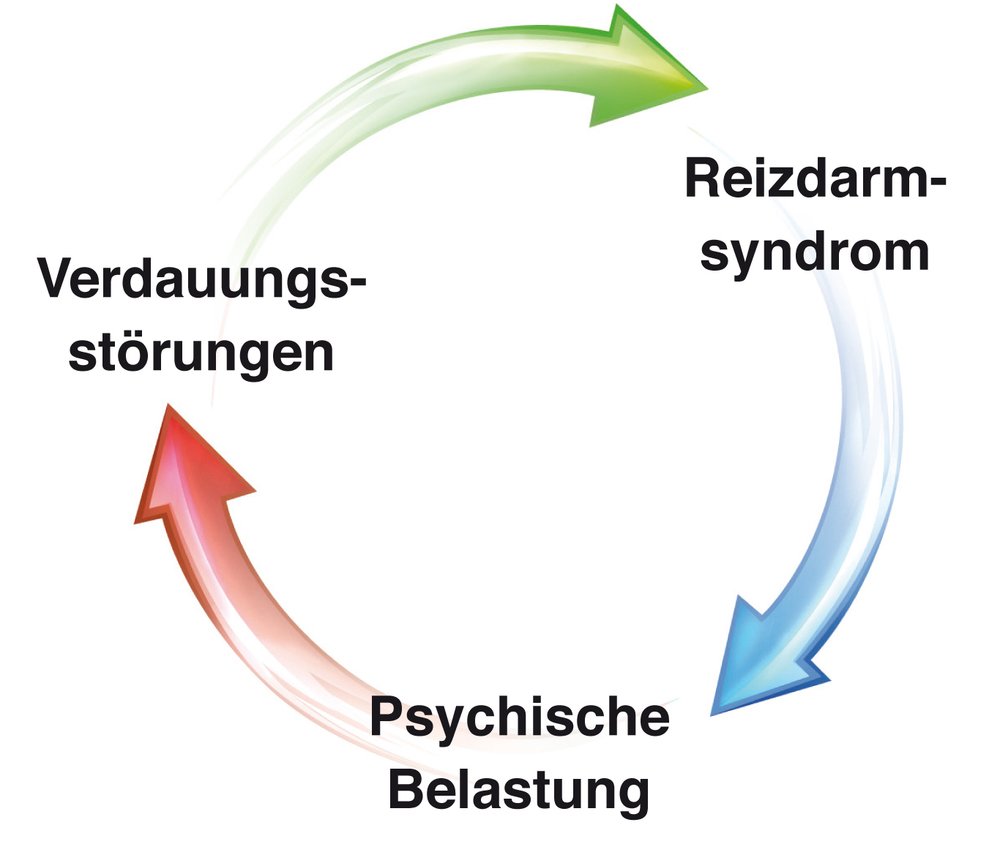 Reizdarm-
syndrom
Verdauungs-
störungen
Psychische
Belastung